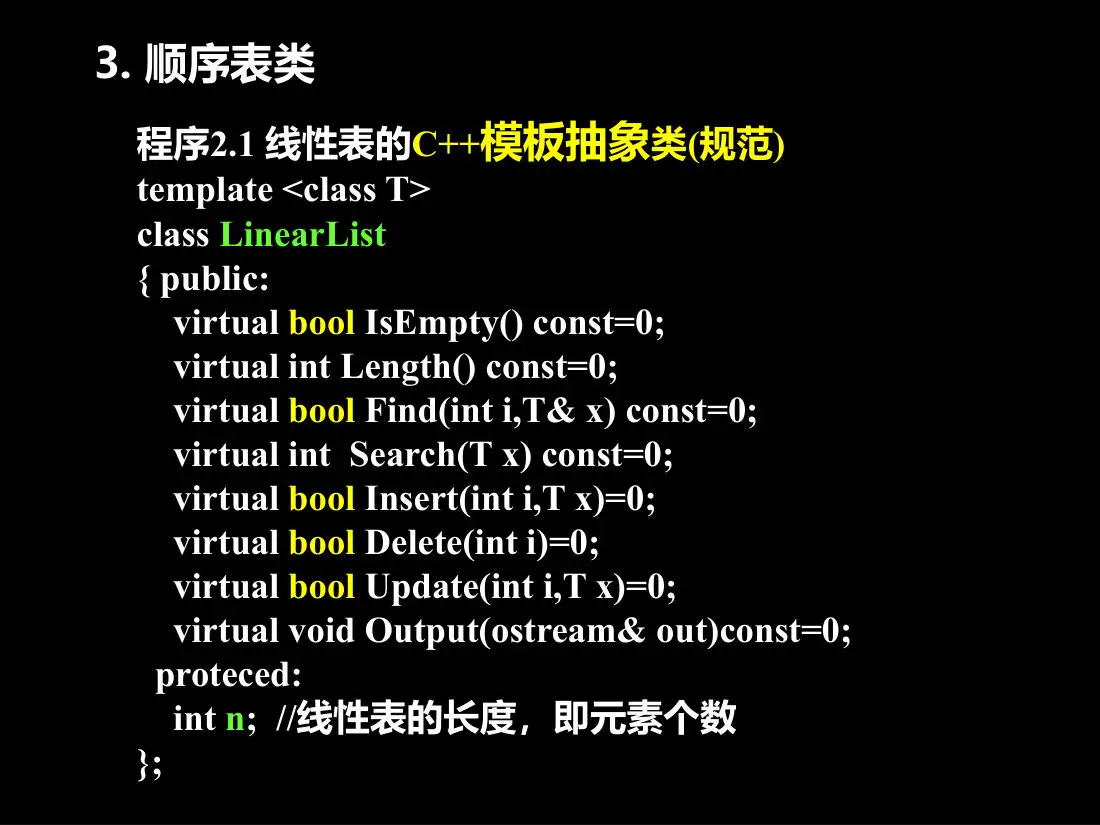 3. 顺序表类
程序2.1 线性表的C++模板抽象类(规范)
template <class T>
class LinearList
{ public:
virtual bool IsEmpty() const=0;
virtual int Length() const=0;
virtual bool Find(int i,T& x) const=0;
virtual int  Search(T x) const=0;
virtual bool Insert(int i,T x)=0;
virtual bool Delete(int i)=0;
virtual bool Update(int i,T x)=0;
virtual void Output(ostream& out)const=0;
proteced:
int n;  //线性表的长度，即元素个数
};